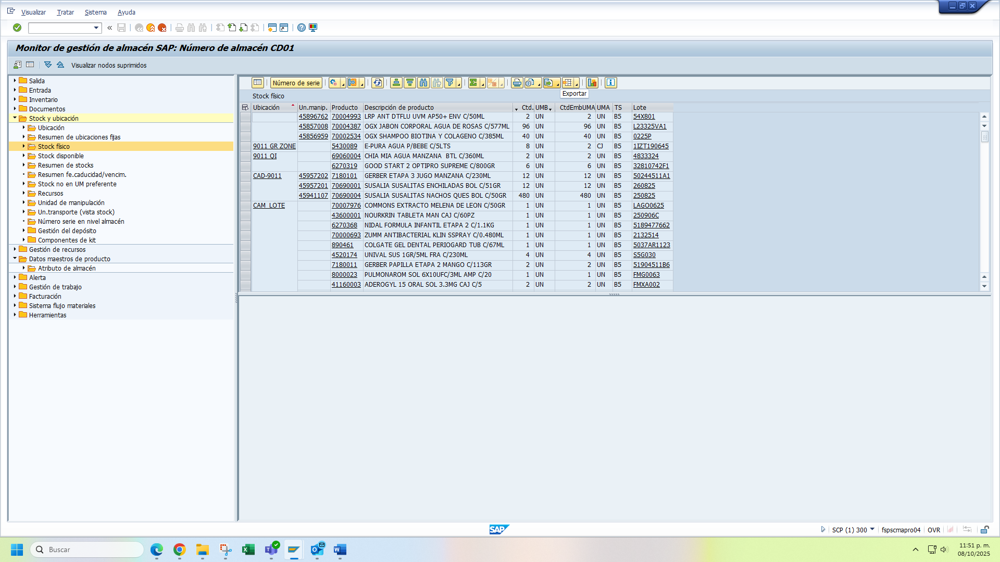 Visualizar Tratar Sistema Ayuda
Monitor de gestión de almacén SAP: Número de almacén CD01
Visualizar nodos suprimidos
Salida
Entrada
Inventario
Documentos
Stock y ubicación
Ubicación
Resumen de ubicaciones fijas
Stock físico
Stock disponible
Resumen de stocks
Resumen fe.caducidad/vencim.
Stock no en UM preferente
Recursos
Unidad de manipulación
Un.transporte (vista stock)
Número serie en nivel almacén
Gestión del depósito
Componentes de kit
Gestión de recursos
Datos maestros de producto
Atributo de almacén
Alerta
Gestión de trabajo
Facturación
Sistema flujo materiales
Herramientas
Número de serie
Exportar
Stock físico
Ubicación Un.manip. Producto Descripción de producto Ctd. UMB CtdEmbUMA UMA TS Lote
45896762 70004993 LRP ANT DTFLU UVM AP50+ ENV C/50ML 2 UN 2 UN B5 54X801
45857008 70004387 OGX JABON CORPORAL AGUA DE ROSAS C/577ML 96 UN 96 UN B5 L23325VA1
45856959 70002534 OGX SHAMPOO BIOTINA Y COLAGENO C/385ML 40 UN 40 UN B5 0225P
9011 GR ZONE 5430089 E-PURA AGUA P/BEBE C/5LTS 8 UN 2 CJ B5 1IZT190645
9011 QI 69060004 CHIA MIA AGUA MANZANA  BTL C/360ML 2 UN 2 UN B5 4833324
6270319 GOOD START 2 OPTIPRO SUPREME C/800GR 6 UN 6 UN B5 32810742F1
CAD-9011 45957202 7180101 GERBER ETAPA 3 JUGO MANZANA C/230ML 12 UN 12 UN B5 50244511A1
45957201 70690001 SUSALIA SUSALITAS ENCHILADAS BOL C/51GR 12 UN 12 UN B5 260825
45941107 70690004 SUSALIA SUSALITAS NACHOS QUES BOL C/50GR 480 UN 480 UN B5 250825
CAM_LOTE 70007976 COMMONS EXTRACTO MELENA DE LEON C/50GR 1 UN 1 UN B5 LAGO0625
43600001 NOURKRIN TABLETA MAN CAJ C/60PZ 1 UN 1 UN B5 250906C
6270368 NIDAL FORMULA INFANTIL ETAPA 2 C/1.1KG 1 UN 1 UN B5 5189477662
70000693 ZUMM ANTIBACTERIAL KLIN SSPRAY C/0.480ML 1 UN 1 UN B5 2132514
890461 COLGATE GEL DENTAL PERIOGARD TUB C/67ML 1 UN 1 UN B5 5037AR1123
4520174 UNIVAL SUS 1GR/5ML FRA C/230ML 4 UN 4 UN B5 S5G030
7180011 GERBER PAPILLA ETAPA 2 MANGO C/113GR 2 UN 2 UN B5 51904511B6
8000023 PULMONAROM SOL 6X10UFC/3ML AMP C/20 1 UN 1 UN B5 FMG0063
41160003 ADEROGYL 15 ORAL SOL 3.3MG CAJ C/5 2 UN 2 UN B5 FMXA002
SAP
SCP (1) 300 fspscmapro04 OVR
Buscar
11:51 p. m.
08/10/2025